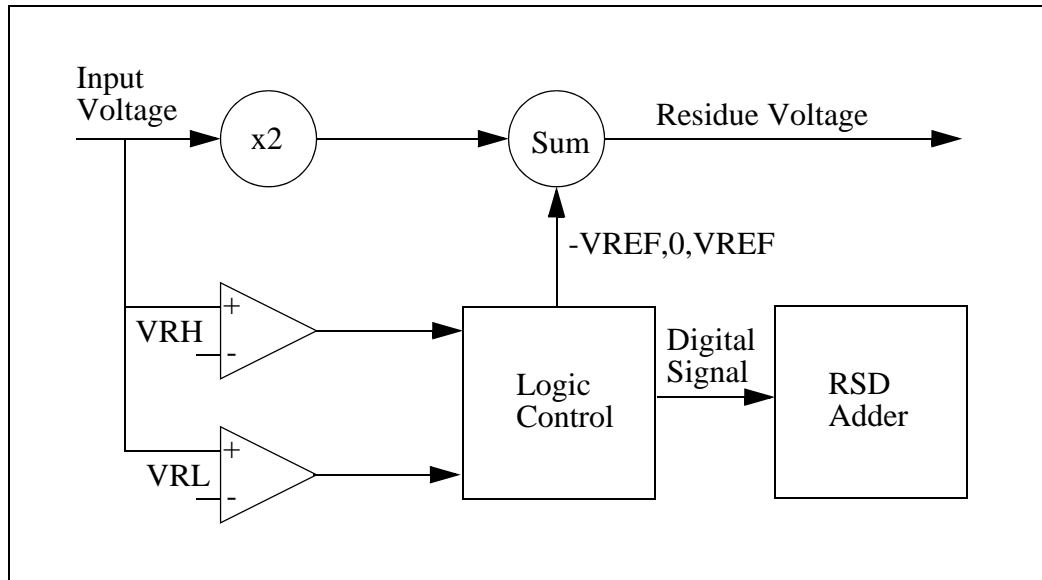 Input
Voltage
x2
Sum
Residue Voltage
-VREF,0,VREF
+
VRH
-
Logic
Control
Digital
Signal
RSD
Adder
+
VRL
-